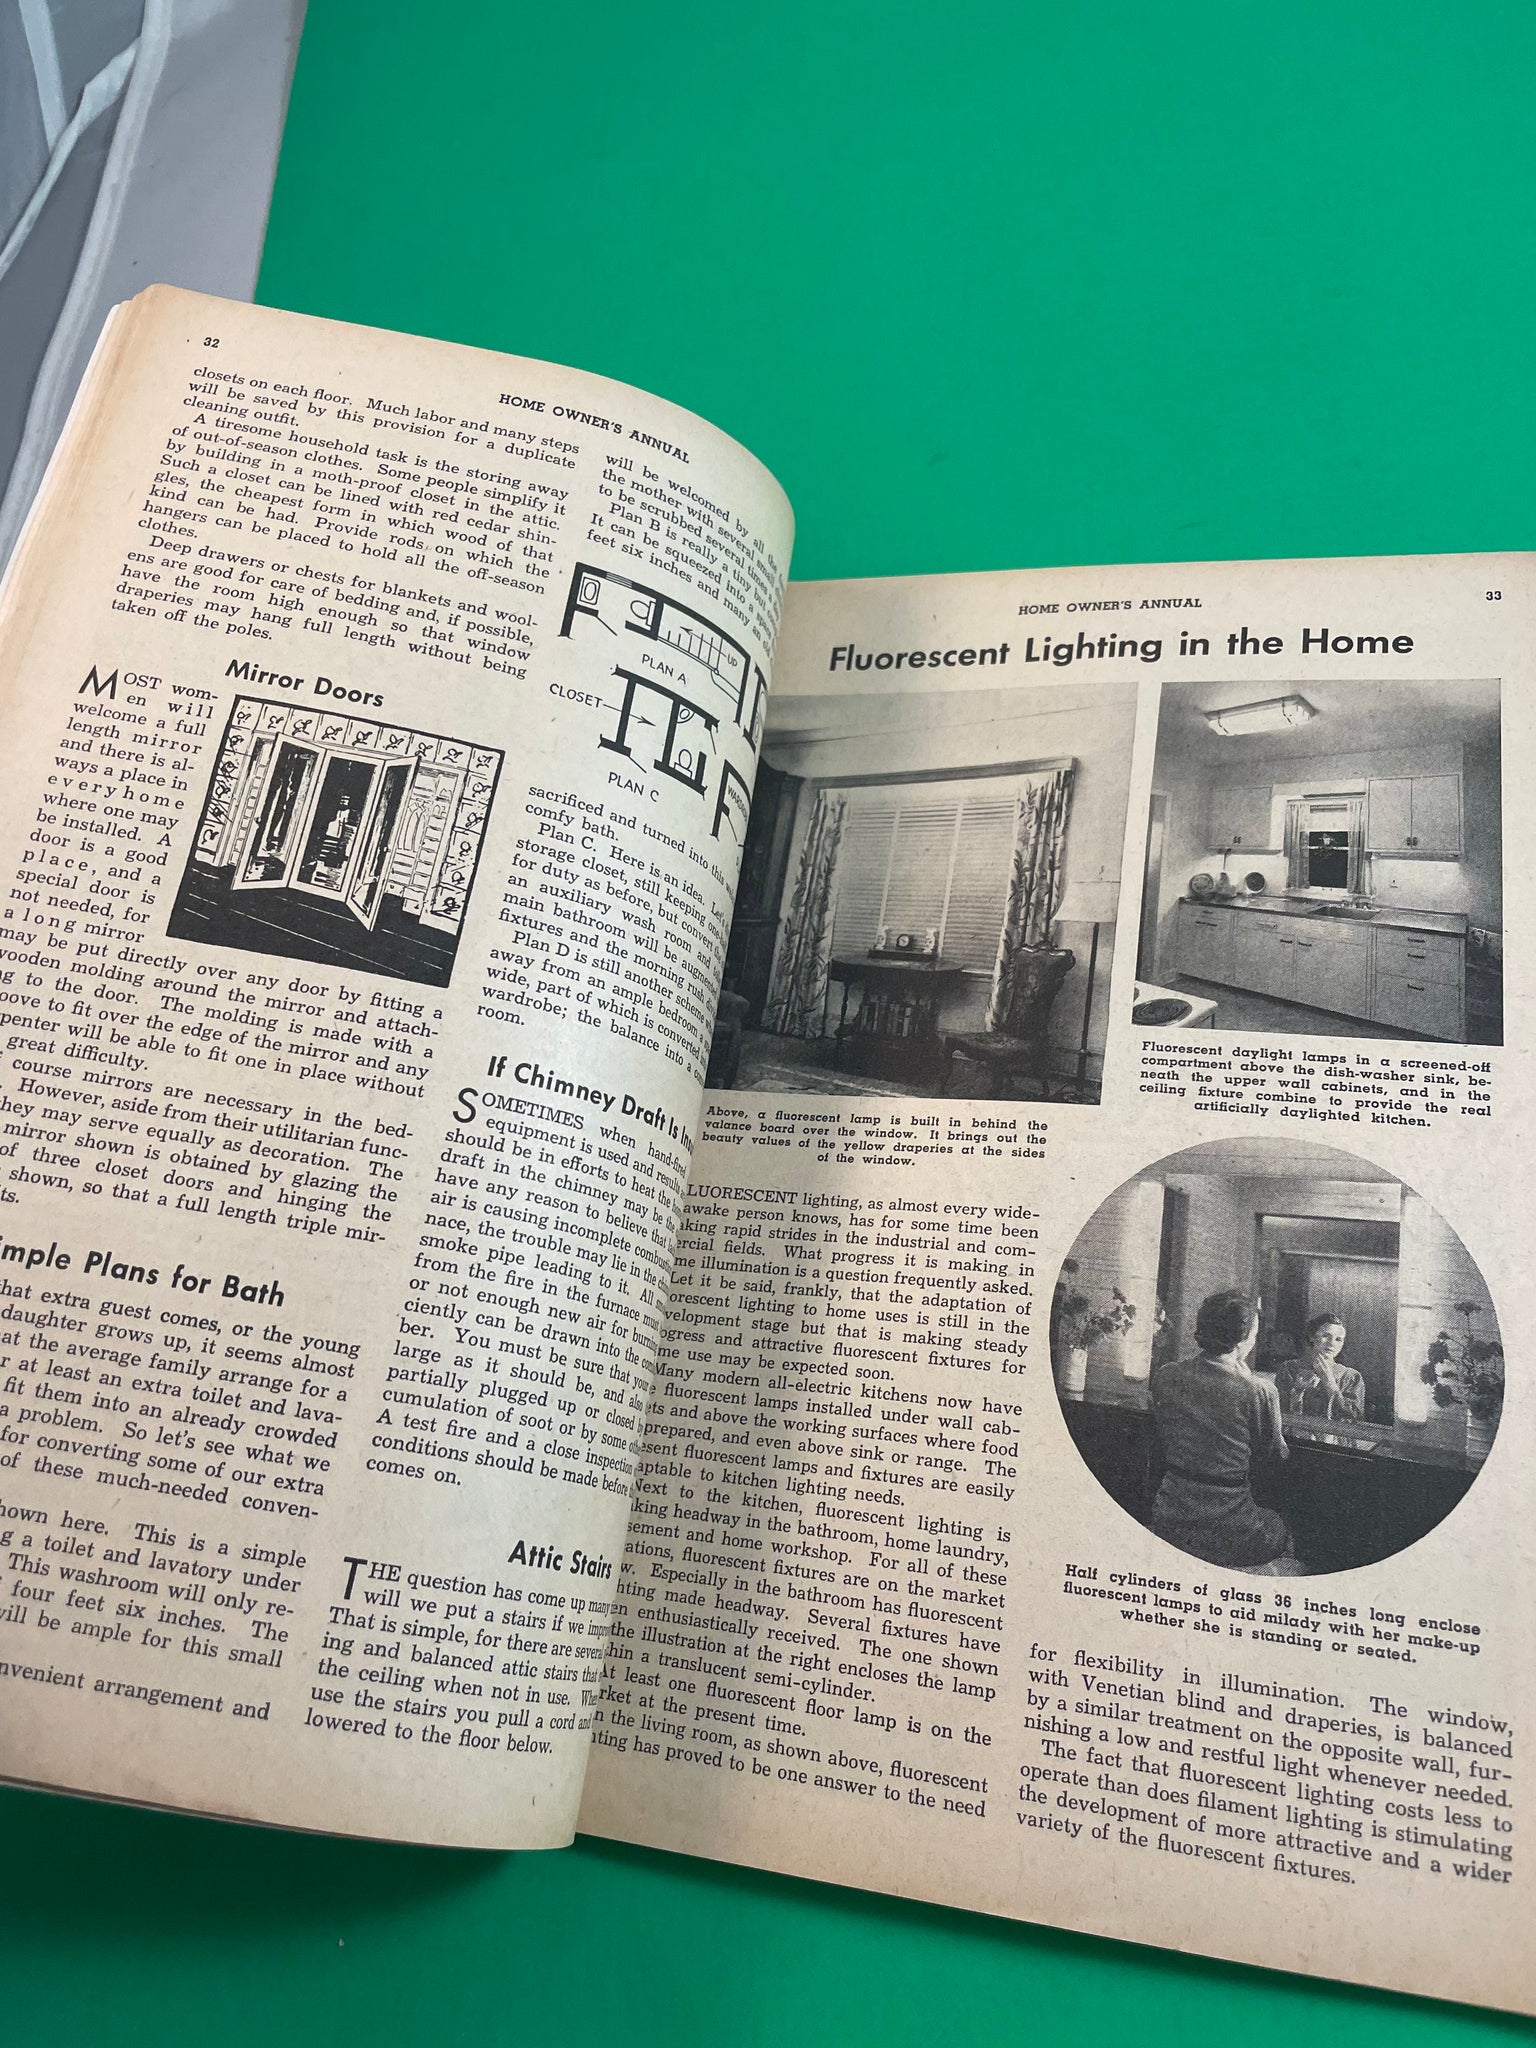 32
HOME OWNER'S ANNUAL
closets on each floor. Much labor and many steps
will be saved by this provision for a duplicate
cleaning outfit.
A tiresome household task is the storing away
of out-of-season clothes. Some people simplify it
by building in a moth-proof closet in the attic.
Such a closet can be lined with red cedar shin-
gles, the cheapest form in which wood of that
kind can be had. Provide rods on which the
hangers can be placed to hold all the off-season
clothes.
Deep drawers or chests for blankets and wool-
ens are good for care of bedding and, if possible,
have the room high enough so that window
draperies may hang full length without being
taken off the poles.
Mirror Doors
MOST wom-
en will
welcome a full
length mirror
and there is al-
ways a place in
every home
where one may
be installed. A
door is a good
place, and a
special door is
not needed, for
a long mirror
may be put directly over any door by fitting a
wooden molding around the mirror and attach-
to the door. The molding is made with a
to fit over the edge of the mirror and any
will be able to fit one in place without
great difficulty.
course mirrors are necessary in the bed-
However, aside from their utilitarian func-
they may serve equally as decoration. The
mirror shown is obtained by glazing the
of three closet doors and hinging the
shown, so that a full length triple mir-
Plans for Bath
that extra guest comes, or the young
daughter grows up, it seems almost
the average family arrange for a
at least an extra toilet and lava-
fit them into an already crowded
a problem. So let's see what we
for converting some of our extra
of these much-needed conven-
shown here. This is a simple
a toilet and lavatory under
This washroom will only re-
four feet six inches. The
will be ample for this small
arrangement and
will be welcomed by all the
the mother with several small
to be scrubbed several times a
Plan B is really a tiny but
It can be squeezed into a space
feet six inches and many an
UP
PLAN A
CLOSET
PLAN C
sacrificed and turned into this
comfy bath.
Plan C. Here is an idea. Let's
storage closet, still keeping
for duty as before, but convert
an auxiliary wash room and
main bathroom will be augmented
fixtures and the morning rush
Plan D is still another scheme
away from an ample bedroom a
wide, part of which is converted
wardrobe; the balance into a
room.
If Chimney Draft Is
SOMETIMES when hand-fired
equipment is used and results
should be in efforts to heat the
draft in the chimney may be the
have any reason to believe that
air is causing incomplete
nace, the trouble may lie in the
smoke pipe leading to it. All
from the fire in the furnace must
or not enough new air for
ciently can be drawn into the
ber. You must be sure that your
large as it should be, and also
partially plugged up or closed
cumulation of soot or by some
A test fire and a close inspection
conditions should be made before
comes on.
Attic Stairs
THE question has come up many
will we put a stairs if we
That is simple, for there are several
ing and balanced attic stairs that
the ceiling when not in use.
use the stairs you pull a cord and
lowered to the floor below.
HOME OWNER'S ANNUAL
33
Fluorescent Lighting in the Home
Above, a fluorescent lamp is built in behind the
valance board over the window. It brings out the
beauty values of the yellow draperies at the sides
of the window.
Fluorescent daylight lamps in a screened-off
compartment above the dish-washer sink, be-
neath the upper wall cabinets, and in the
ceiling fixture combine to provide the real
artificially daylighted kitchen.
LUORESCENT lighting, as almost every wide-
awake person knows, has for some time been
rapid strides in the industrial and com-
fields. What progress it is making in
illumination is a question frequently asked.
Let it be said, frankly, that the adaptation of
lighting to home uses is still in the
stage but that is making steady
and attractive fluorescent fixtures for
use may be expected soon.
Many modern all-electric kitchens now have
fluorescent lamps installed under wall cab-
and above the working surfaces where food
prepared, and even above sink or range. The
fluorescent lamps and fixtures are easily
to kitchen lighting needs.
Next to the kitchen, fluorescent lighting is
headway in the bathroom, home laundry,
and home workshop. For all of these
fluorescent fixtures are on the market
Especially in the bathroom has fluorescent
made headway. Several fixtures have
enthusiastically received. The one shown
the illustration at the right encloses the lamp
a translucent semi-cylinder.
At least one fluorescent floor lamp is on the
at the present time.
the living room, as shown above, fluorescent
has proved to be one answer to the need
Half cylinders of glass 36 inches long enclose
fluorescent lamps to aid milady with her make-up
whether she is standing or seated.
for flexibility in illumination. The window,
with Venetian blind and draperies, is balanced
by a similar treatment on the opposite wall, fur-
nishing a low and restful light whenever needed.
The fact that fluorescent lighting costs less to
operate than does filament lighting is stimulating
the development of more attractive and a wider
variety of the fluorescent fixtures.